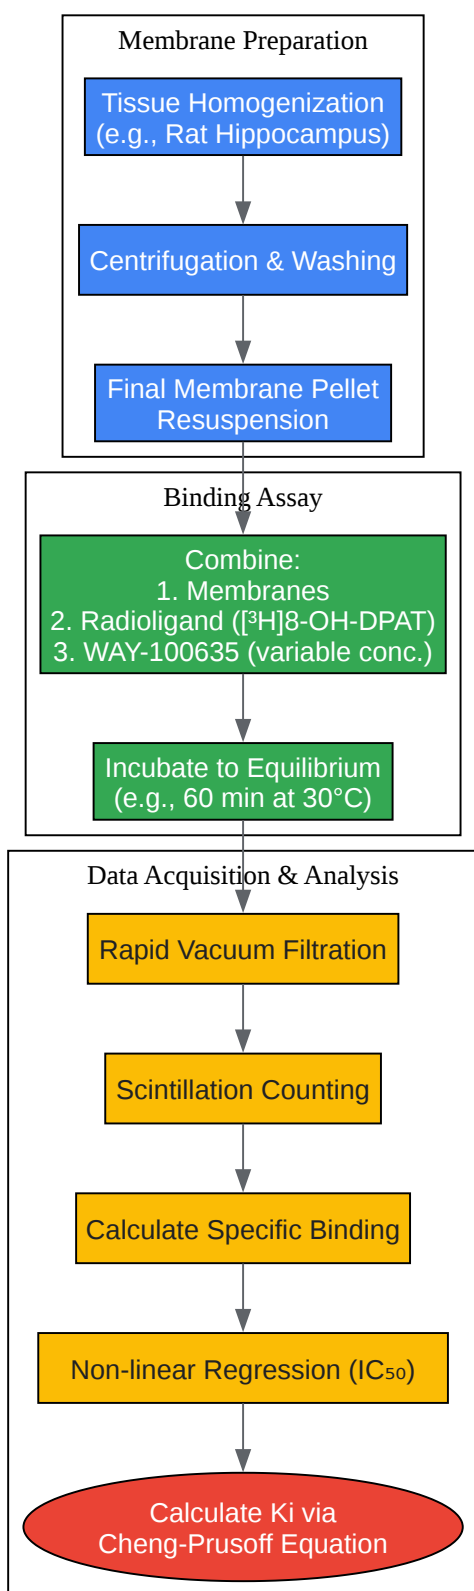 Membrane Preparation
Tissue Homogenization
(e.g., Rat Hippocampus)
Centrifugation & Washing
Final Membrane Pellet
Resuspension
Binding Assay
Combine:
1. Membranes
2. Radioligand ([³H]8-OH-DPAT)
3. WAY-100635 (variable conc.)
Incubate to Equilibrium
(e.g., 60 min at 30°C)
Data Acquisition & Analysis
Rapid Vacuum Filtration
Scintillation Counting
Calculate Specific Binding
Non-linear Regression (IC₅₀)
Calculate Ki via
Cheng-Prusoff Equation